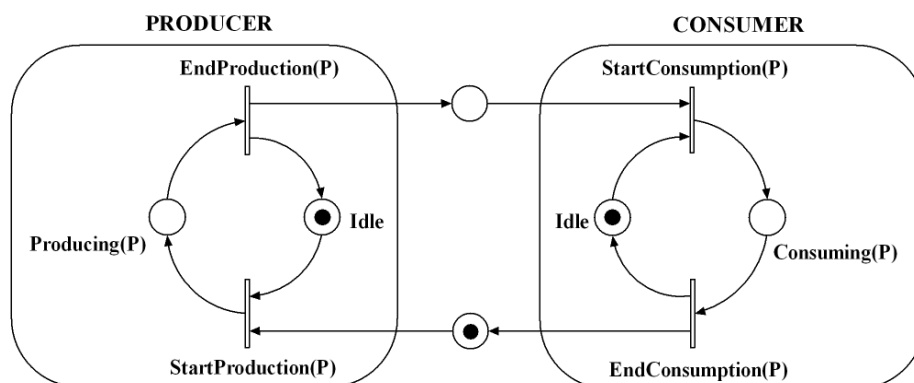 PRODUCER
CONSUMER
EndProduction(P)
StartConsumption(P)
Producing(P)
Idle
Idle
Consuming(P)
StartProduction(P)
EndConsumption(P)